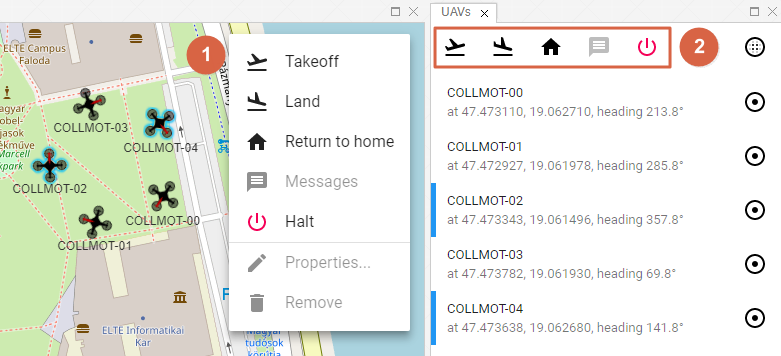 ELTE Campus
Faloda
agyar
obel-
jasok
kméműve
Marcell
kpark
COLLMOT-03
COLLMOT-04
COLLMOT-02
COLLMOT-00
COLLMOT-01
ELTE Informatikai
Kar
Pázmány
Magyar
tudósok
körútja
1
Takeoff
Land
Return to home
Messages
Halt
Properties...
Remove
UAVs
2
COLLMOT-00
at 47.473110, 19.062710, heading 213.8°
COLLMOT-01
at 47.472927, 19.061978, heading 285.8°
COLLMOT-02
at 47.473343, 19.061496, heading 357.8°
COLLMOT-03
at 47.473782, 19.061930, heading 69.8°
COLLMOT-04
at 47.473638, 19.062680, heading 141.8°